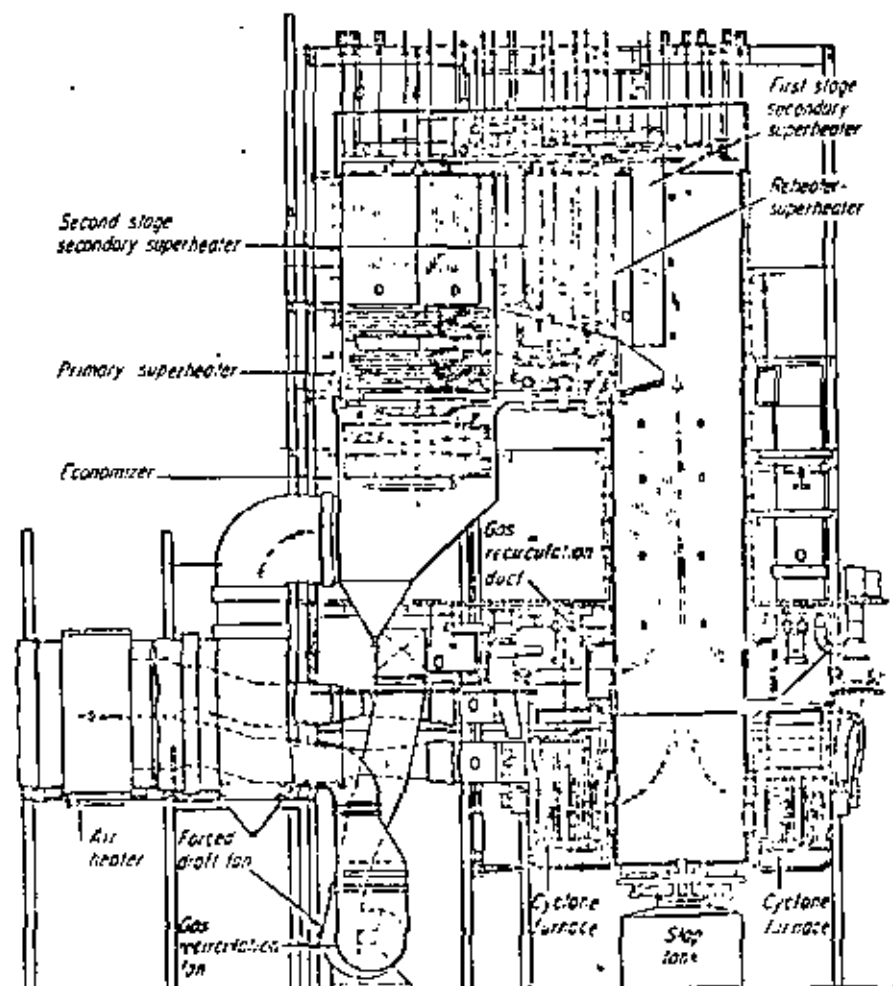 First stage
secondary
superheater
Reheater-
superheater
Second stage
secondary superheater
Primary superheater
Economizer
Gas
recirculation
duct
Air
heater
Forced
draft fan
Gas
recirculation
fan
Cyclone
furnace
Slag
tank
Cyclone
furnace